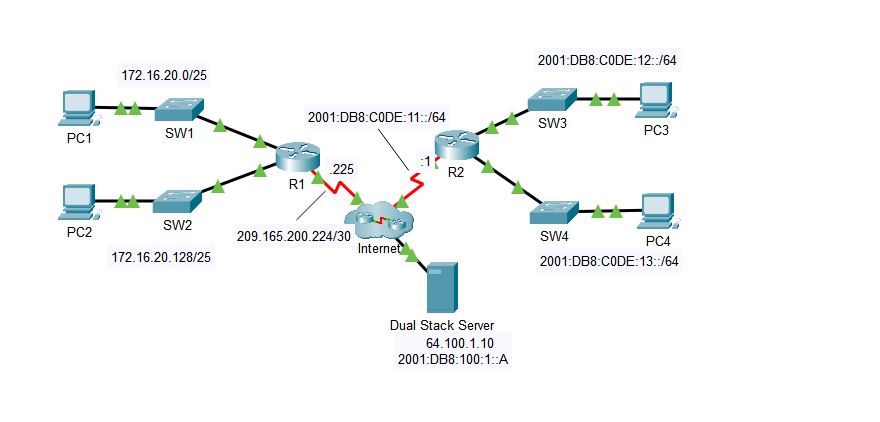 2001:DB8:C0DE:12::/64
172.16.20.0/25
PC1
SW1
2001:DB8:C0DE:11::/64
SW3
PC3
.225
:1
R1
R2
PC2
SW2
209.165.200.224/30
Internet
SW4
PC4
172.16.20.128/25
2001:DB8:C0DE:13::/64
Dual Stack Server
64.100.1.10
2001:DB8:100:1::A